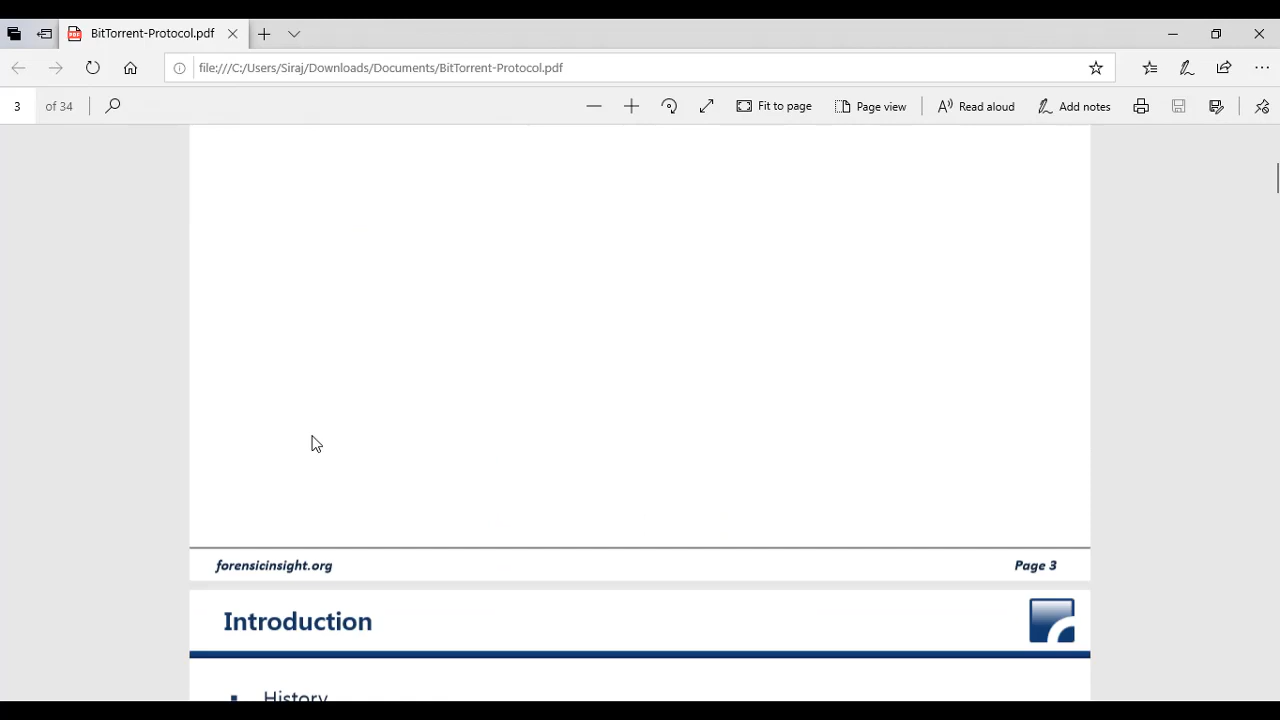 BitTorrent-Protocol.pdf
file:///C:/Users/Siraj/Downloads/Documents/BitTorrent-Protocol.pdf
3 of 34 Fit to page Page view Read aloud Add notes
forensicinsight.org Page 3
Introduction
History